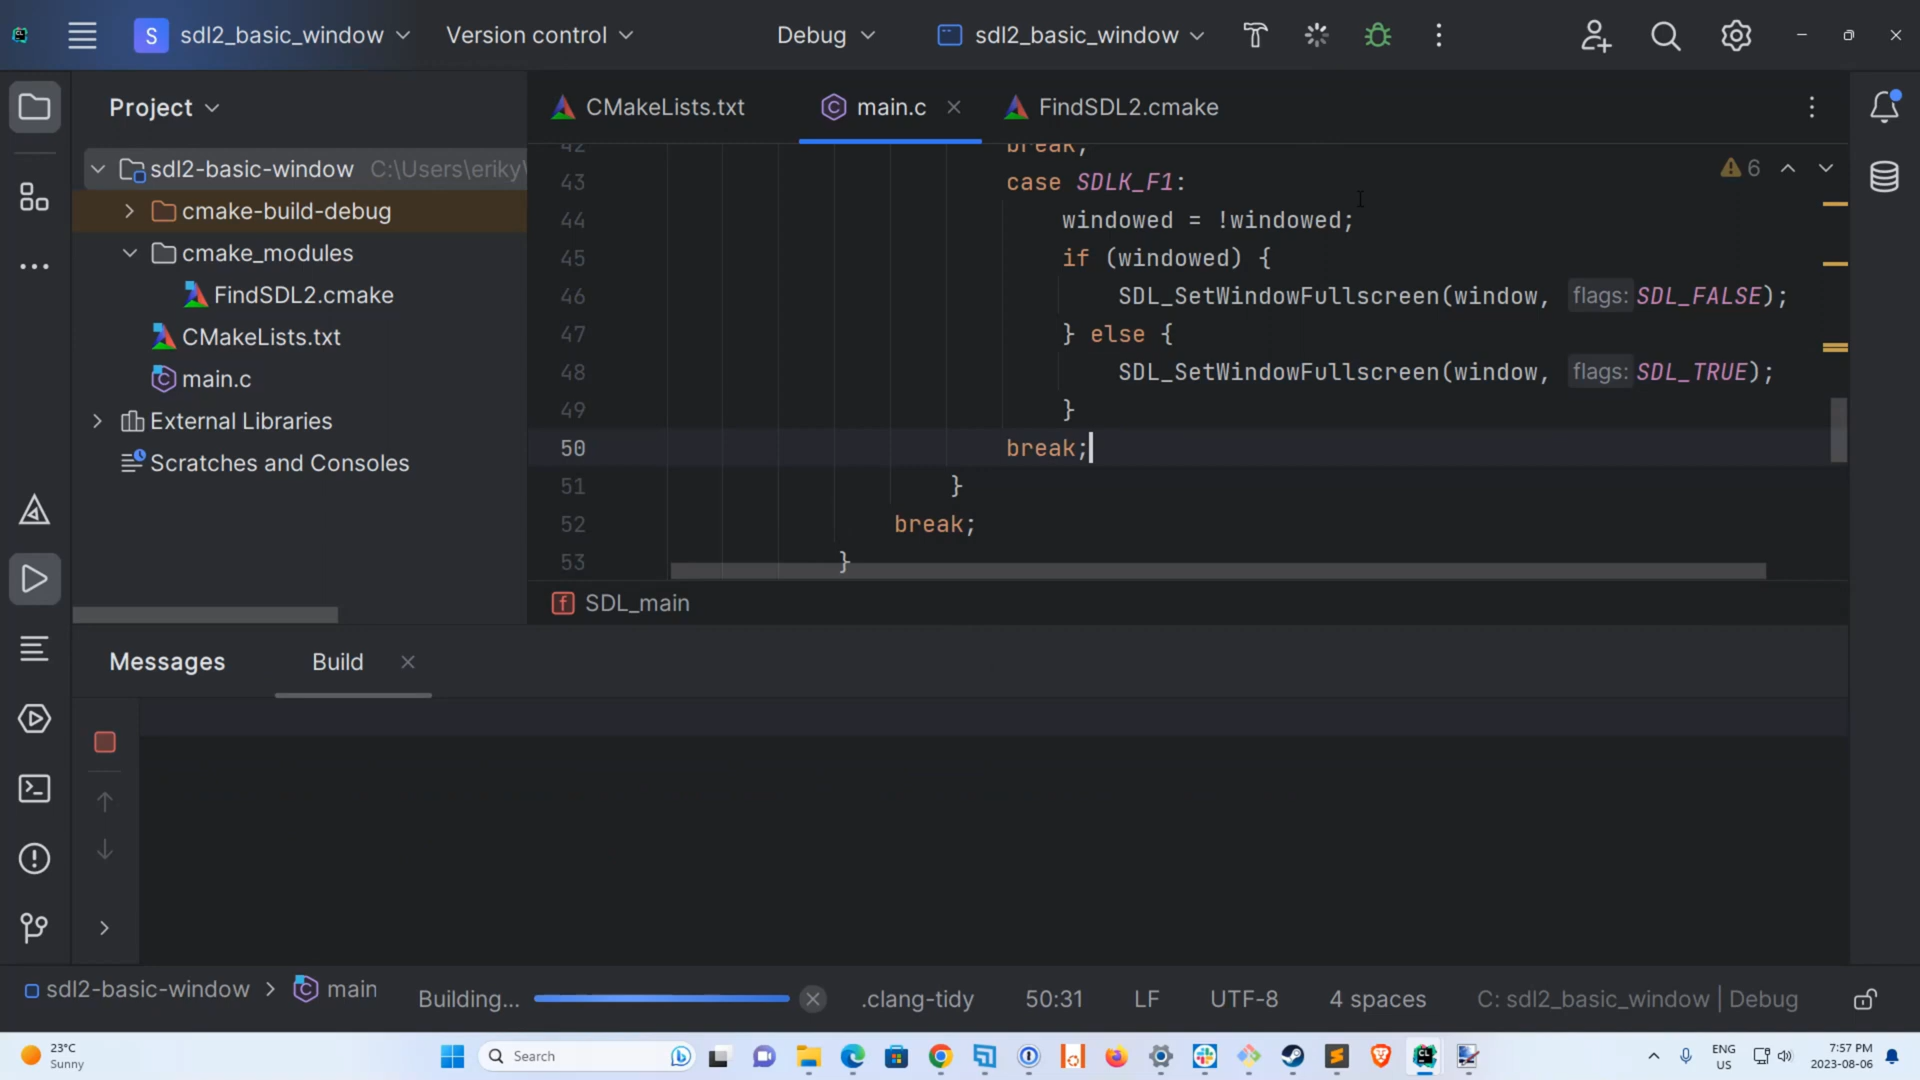 S sdl2_basic_window Version control Debug sdl2_basic_window
Project
CMakeLists.txt main.c FindSDL2.cmake
sdl2-basic-window C:\Users\eriky\
cmake-build-debug
cmake_modules
FindSDL2.cmake
CMakeLists.txt
main.c
External Libraries
Scratches and Consoles
6
42 break;
43 case SDLK_F1:
44 windowed = !windowed;
45 if (windowed) {
46 SDL_SetWindowFullscreen(window, flags: SDL_FALSE);
47 } else {
48 SDL_SetWindowFullscreen(window, flags: SDL_TRUE);
49 }
50 break;
51 }
52 break;
53 }
f SDL_main
Messages Build
sdl2-basic-window > main Building... .clang-tidy 50:31 LF UTF-8 4 spaces C: sdl2_basic_window | Debug
23°C
Sunny
Search
CL
ENG
US
7:57 PM
2023-08-06